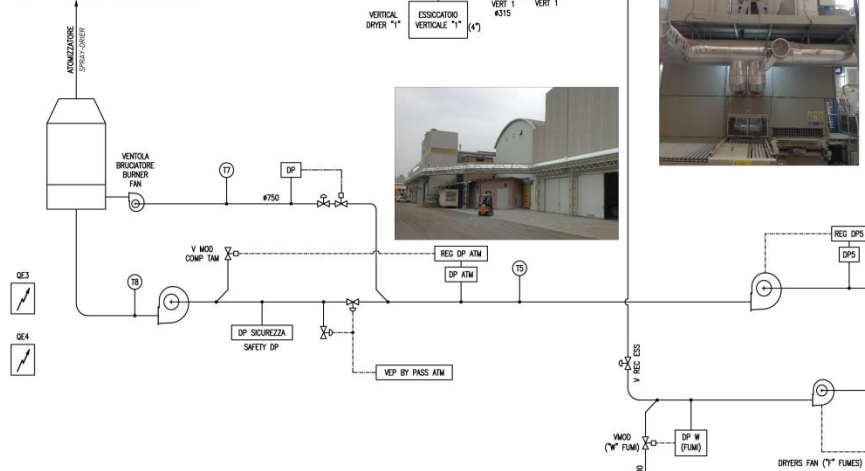 VERT 1
ø315
VERT 1
VERTICAL
DRYER "1"
ESSICCATOIO
VERTICALE "1"
(4")
ATOMIZZATORE
SPRAY-DRIER
VENTOLA
BRUCIATORE
BURNER
FAN
T7
DP
ø750
V MOD
COMP TAM
REG DP ATM
DP ATM
T5
REG DP5
DP5
QE3
T8
DP SICUREZZA
SAFETY DP
QE4
VEP BY PASS ATM
V REC ESS
VMOD
("W" FUMI)
DP W
(FUMI)
DRYERS FAN ("F" FUMES)